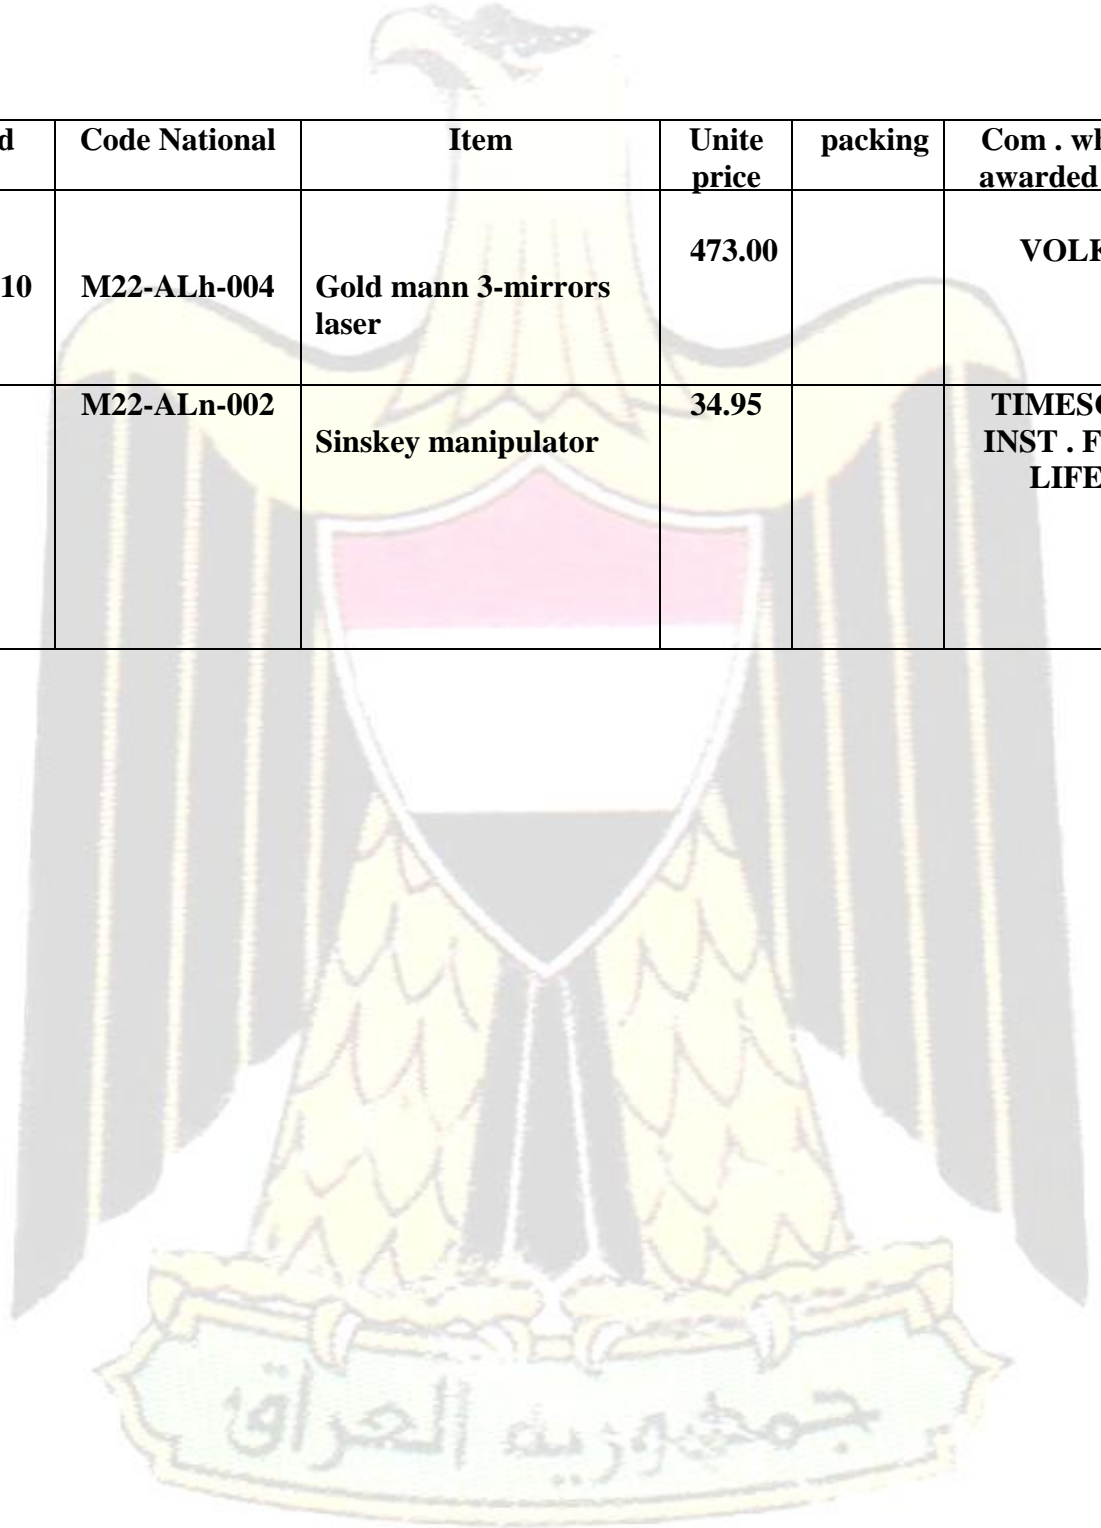 d Code National Item Unite price packing Com . wh awarded
10 M22-ALh-004 Gold mann 3-mirrors laser 473.00 VOLK
M22-ALn-002 Sinskey manipulator 34.95 INST . F LIFE
جمهورية العراق